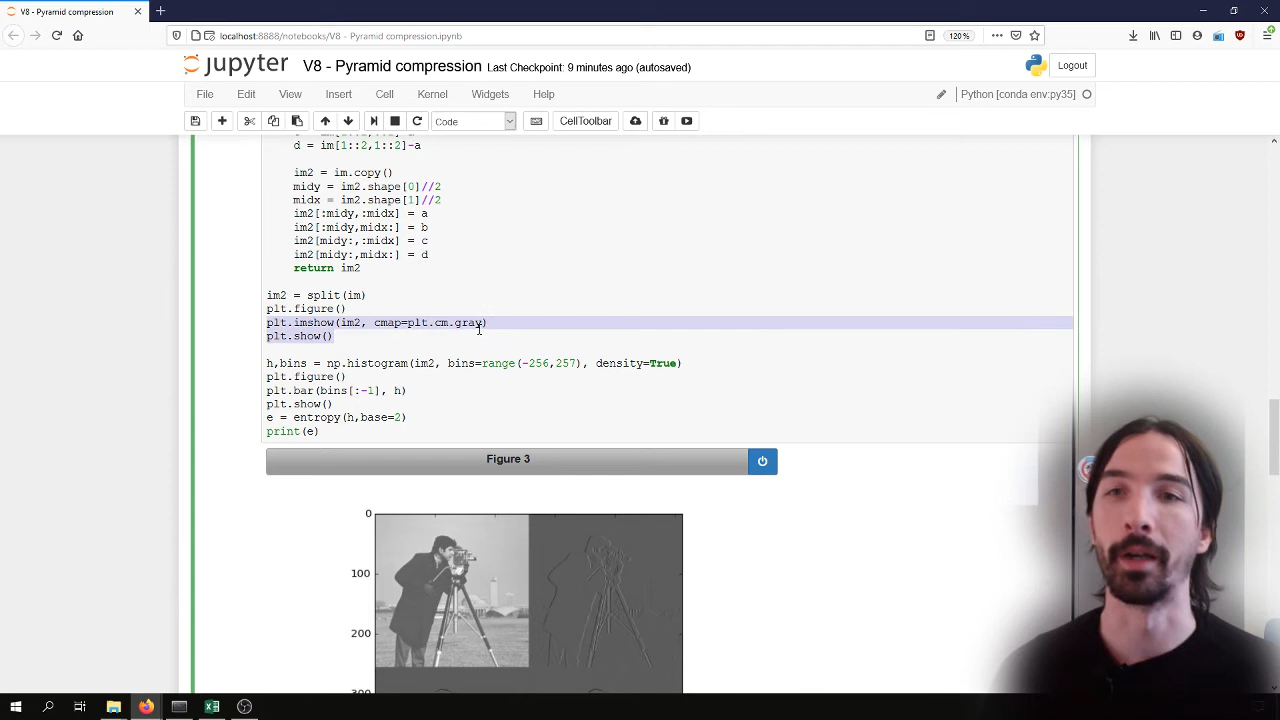 V8 - Pyramid compression
localhost:8888/notebooks/V8 - Pyramid compression.ipynb
120%
jupyter V8 - Pyramid compression Last Checkpoint: 9 minutes ago (autosaved)
Logout
File Edit View Insert Cell Kernel Widgets Help
Python [conda env:py35]
Code
CellToolbar
d = im[1::2,1::2]-a
im2 = im.copy()
midy = im2.shape[0]//2
midx = im2.shape[1]//2
im2[:midy,:midx] = a
im2[:midy,midx:] = b
im2[midy:,:midx] = c
im2[midy:,midx:] = d
return im2
im2 = split(im)
plt.figure()
plt.imshow(im2, cmap=plt.cm.gray)
plt.show()
h,bins = np.histogram(im2, bins=range(-256,257), density=True)
plt.figure()
plt.bar(bins[:-1], h)
plt.show()
e = entropy(h,base=2)
print(e)
Figure 3
0
100
200